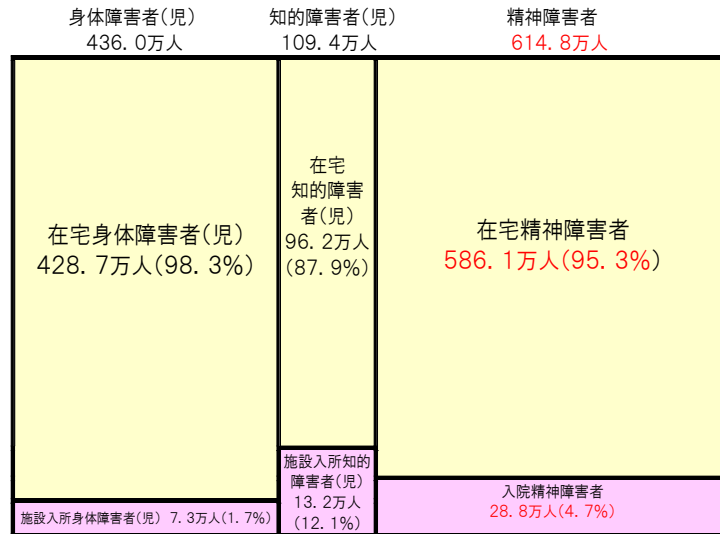 身体障害者(児)
436．0万人
知的障害者(児)
109．4万人
精神障害者
614．8万人
在宅身体障害者(児)
428．7万人(98．3%)
在宅
知的障害
者(児)
96．2万人
(87．9%)
在宅精神障害者
586．1万人(95．3%)
施設入所身体障害者(児) 7．3万人(1．7%)
施設入所知的
障害者(児)
13．2万人
(12．1%)
入院精神障害者
28．8万人(4．7%)